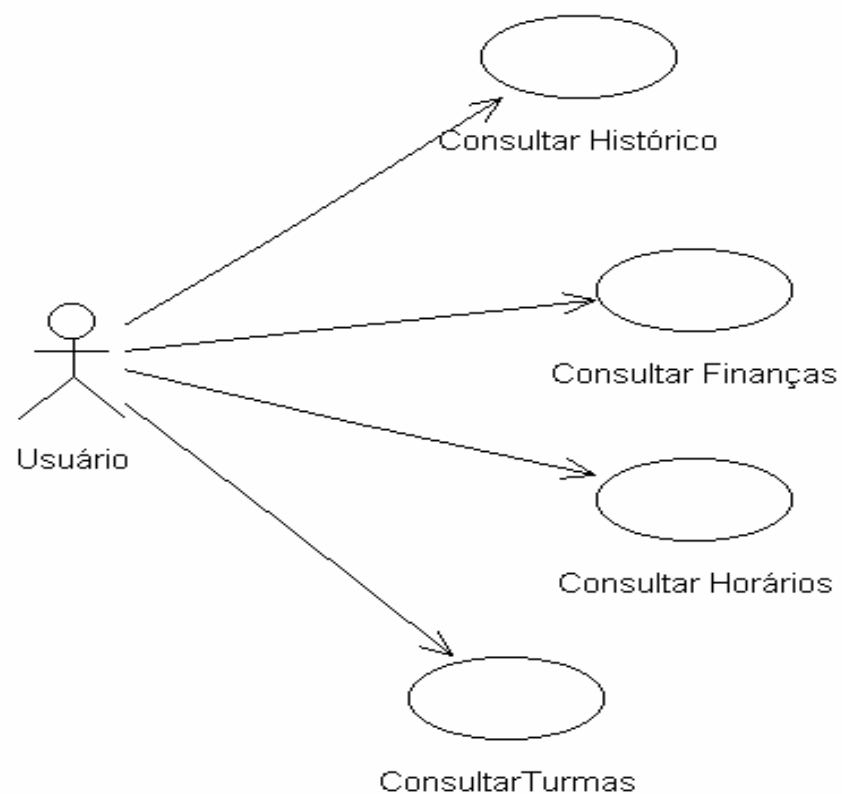 Consultar Histórico
Consultar Finanças
Usuário
Consultar Horários
ConsultarTurmas